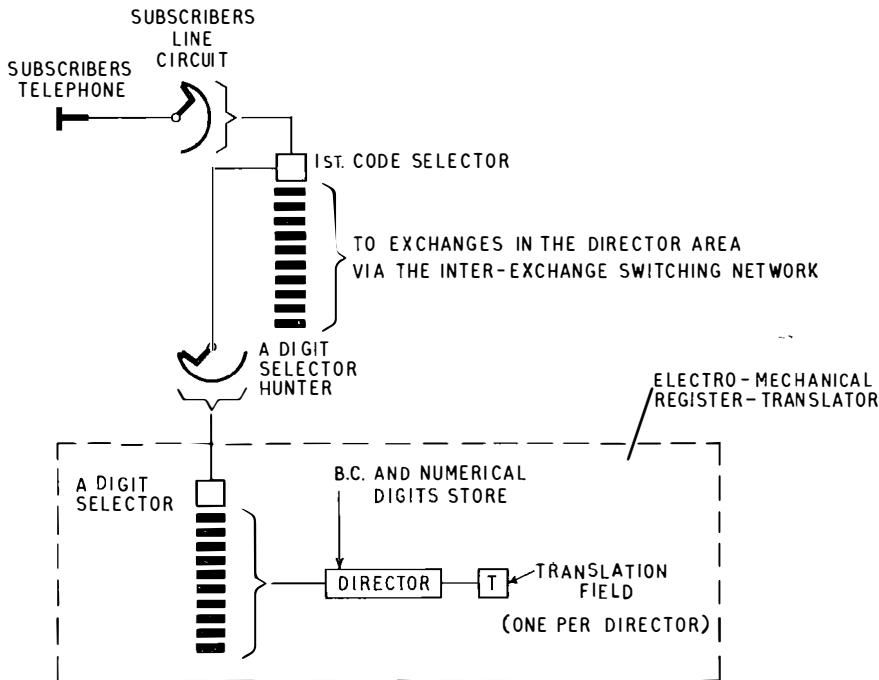 SUBSCRIBERS
LINE
CIRCUIT
SUBSCRIBERS
TELEPHONE
1ST. CODE SELECTOR
TO EXCHANGES IN THE DIRECTOR AREA
VIA THE INTER-EXCHANGE SWITCHING NETWORK
A DIGIT
SELECTOR
HUNTER
ELECTRO-MECHANICAL
REGISTER-TRANSLATOR
A DIGIT
SELECTOR
B.C. AND NUMERICAL
DIGITS STORE
DIRECTOR
T
TRANSLATION
FIELD
(ONE PER DIRECTOR)